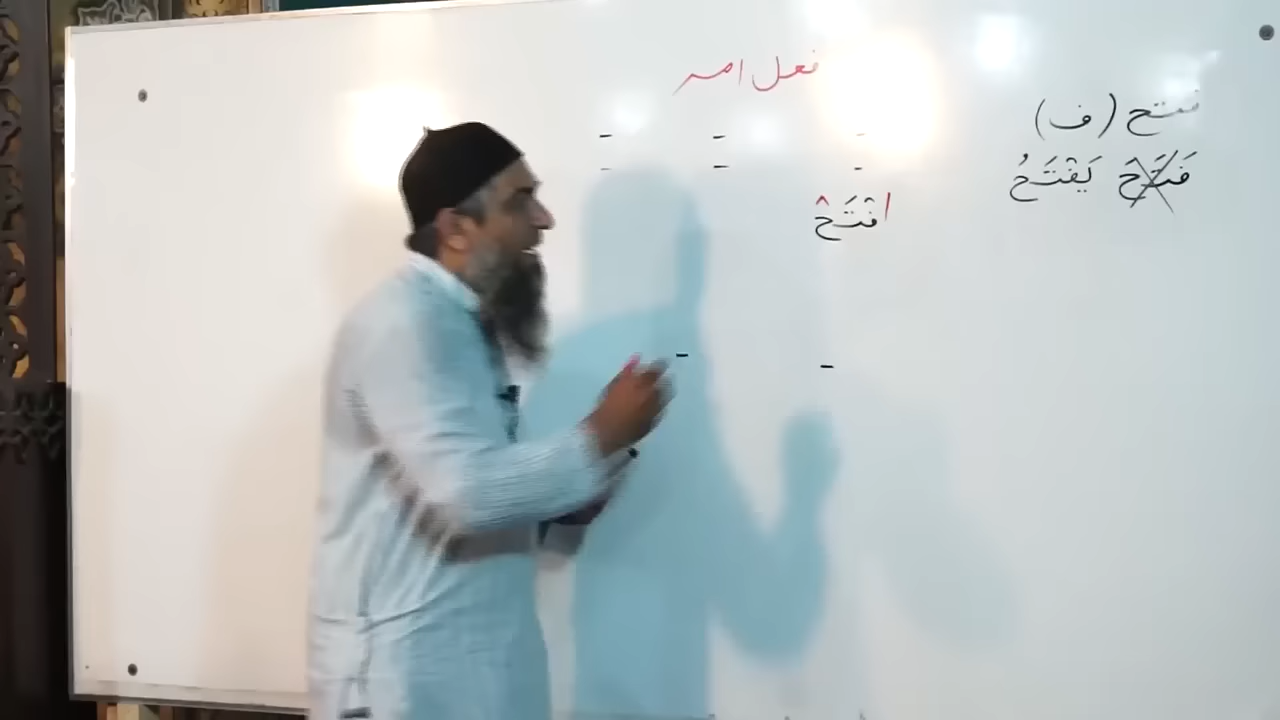 فعل امر
فتح (ف)
فَتَحَ يَفْتَحُ
افْتَحْ